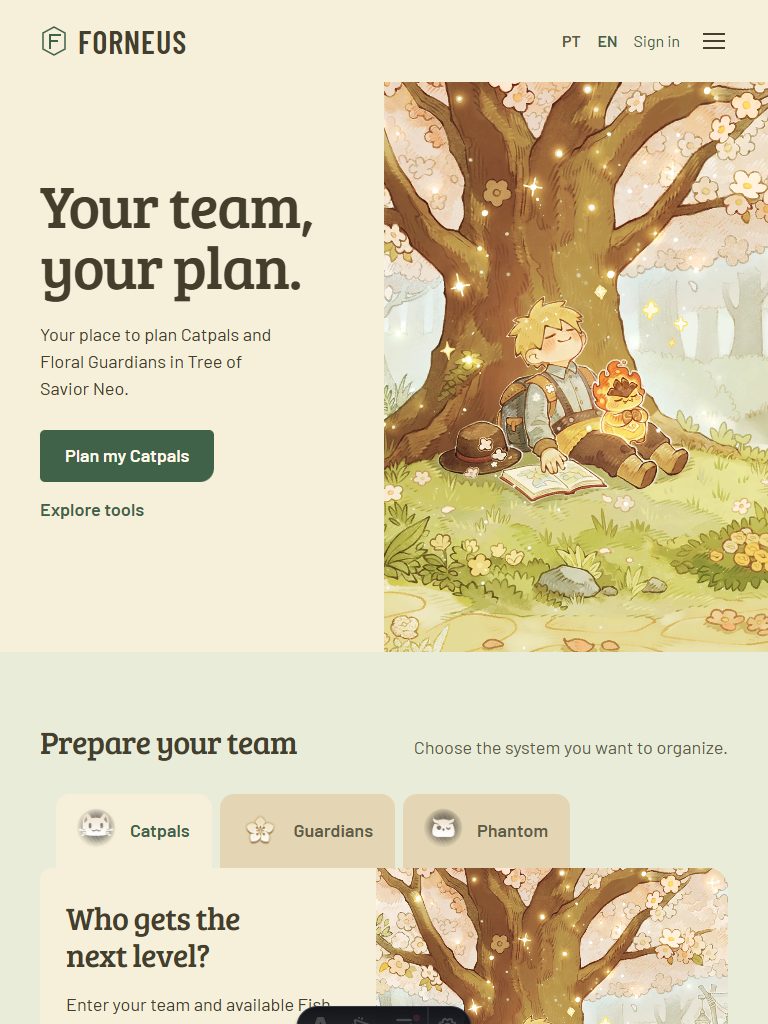 FORNEUS
PT EN Sign in
Your team,
your plan.
Your place to plan Catpals and
Floral Guardians in Tree of
Savior Neo.
Plan my Catpals
Explore tools
Prepare your team
Choose the system you want to organize.
Catpals
Guardians
Phantom
Who gets the
next level?
Enter your team and available Fish